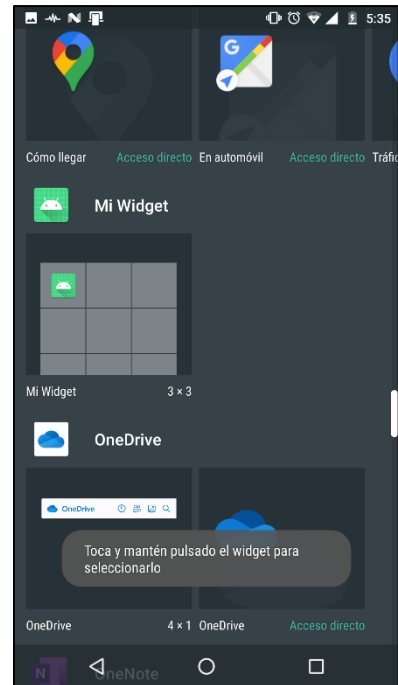 5:35
G
Cómo llegar Acceso directo En automóvil Acceso directo Tráfic
Mi Widget
Mi Widget 3 × 3
OneDrive
OneDrive
Toca y mantén pulsado el widget para
seleccionarlo
OneDrive 4 × 1 OneDrive Acceso directo
N OneNote